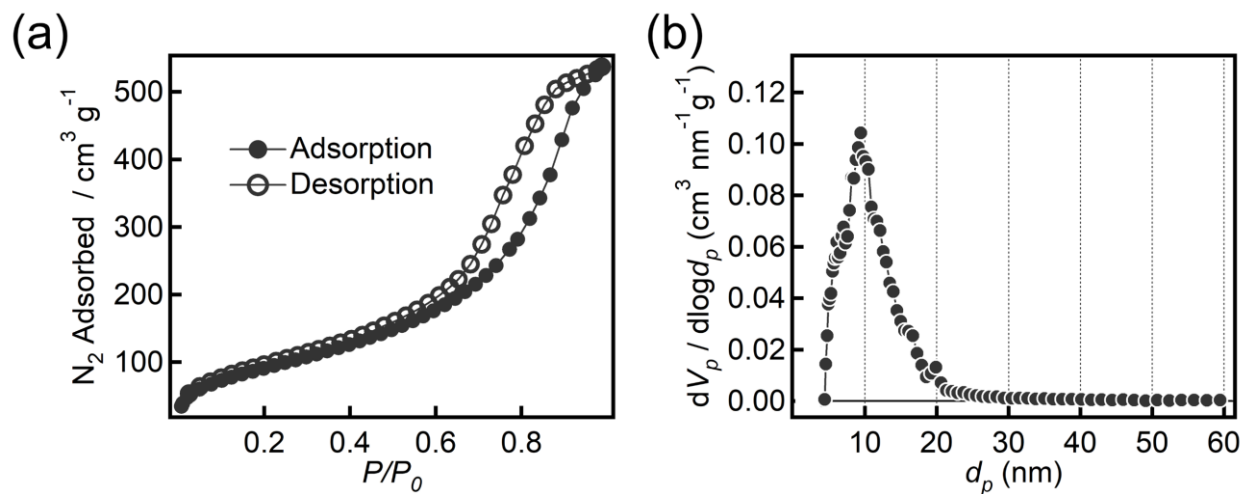 (a)
N₂ Adsorbed / cm³ g⁻¹
500
400
300
200
100
Adsorption
Desorption
0.2
0.4
0.6
0.8
P/P₀
(b)
dVₚ / dlogdₚ (cm³ nm⁻¹g⁻¹)
0.12
0.10
0.08
0.06
0.04
0.02
0.00
10
20
30
40
50
60
dₚ (nm)